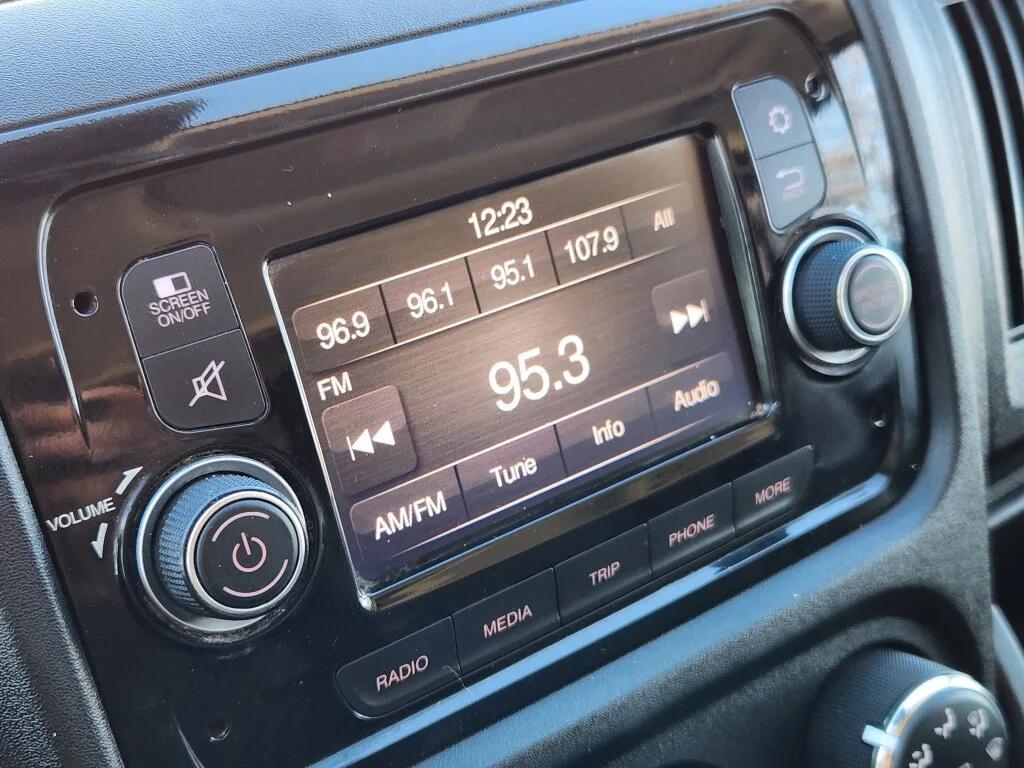 12:23
96.9 96.1 95.1 107.9 All
FM
95.3
AM/FM Tune Info Audio
SCREEN
ON/OFF
VOLUME
RADIO MEDIA TRIP PHONE MORE